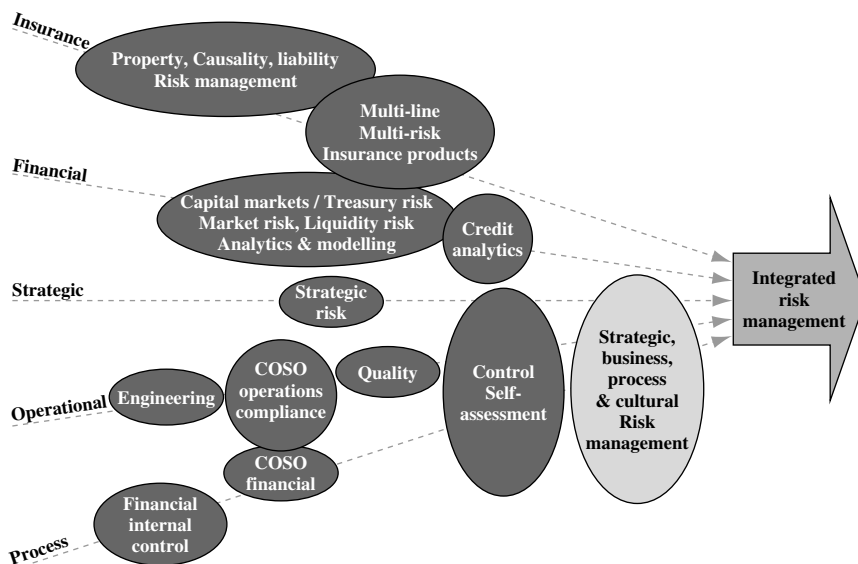 Insurance
Property, Causality, liability
Risk management
Multi-line
Multi-risk
Insurance products
Financial
Capital markets / Treasury risk
Market risk, Liquidity risk
Analytics & modelling
Credit
analytics
Strategic
Strategic
risk
Integrated
risk
management
Operational
Engineering
COSO
operations
compliance
Quality
Control
Self-
assessment
Strategic,
business,
process
& cultural
Risk
management
COSO
financial
Process
Financial
internal
control